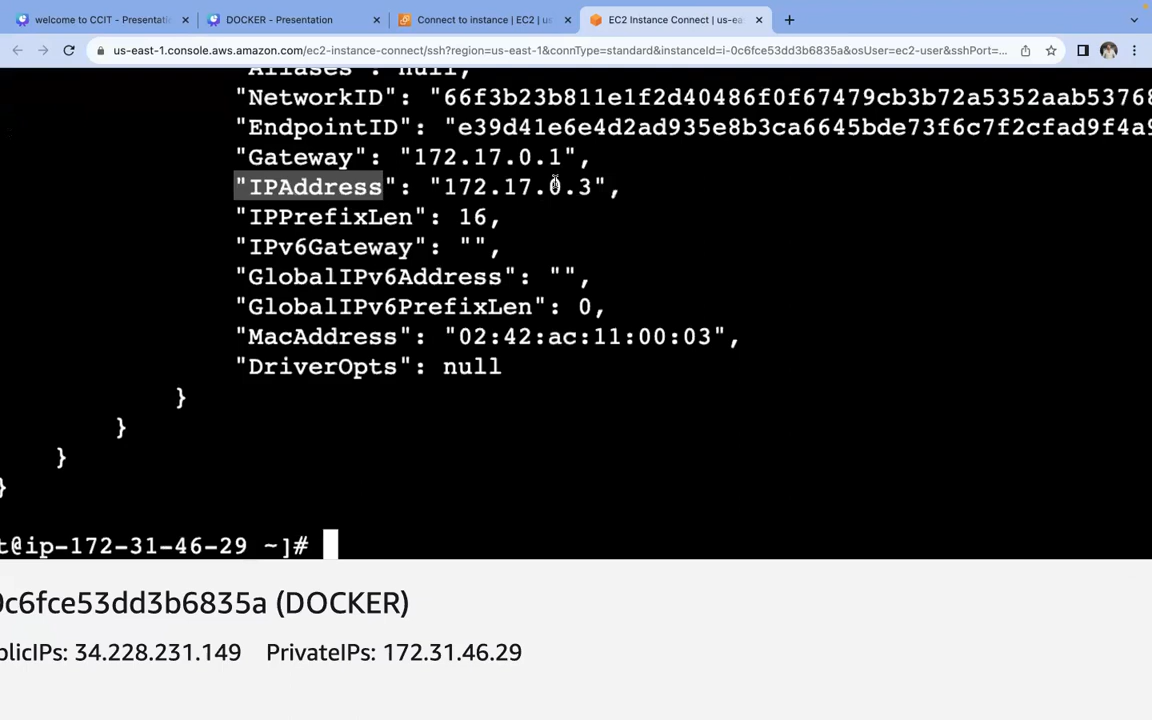 welcome to CCIT - Presentatio
DOCKER - Presentation
Connect to instance | EC2 | us
EC2 Instance Connect | us-ea
us-east-1.console.aws.amazon.com/ec2-instance-connect/ssh?region=us-east-1&connType=standard&instanceId=i-0c6fce53dd3b6835a&osUser=ec2-user&sshPort=...
"Aliases": null,
"NetworkID": "66f3b23b811e1f2d40486f0f67479cb3b72a5352aab53768
"EndpointID": "e39d41e6e4d2ad935e8b3ca6645bde73f6c7f2cfad9f4a9
"Gateway": "172.17.0.1",
"IPAddress": "172.17.0.3",
"IPPrefixLen": 16,
"IPv6Gateway": "",
"GlobalIPv6Address": "",
"GlobalIPv6PrefixLen": 0,
"MacAddress": "02:42:ac:11:00:03",
"DriverOpts": null
}
}
}
}
t@ip-172-31-46-29 ~]#
0c6fce53dd3b6835a (DOCKER)
blicIPs: 34.228.231.149 PrivateIPs: 172.31.46.29